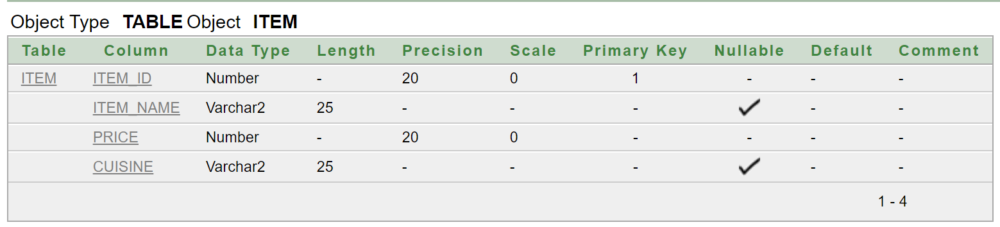 Object Type TABLE Object ITEM
Table Column Data Type Length Precision Scale Primary Key Nullable Default Comment
ITEM ITEM_ID Number - 20 0 1 - - -
ITEM_NAME Varchar2 25 - - - ✓ - -
PRICE Number - 20 0 - - - -
CUISINE Varchar2 25 - - - ✓ - -
1 - 4